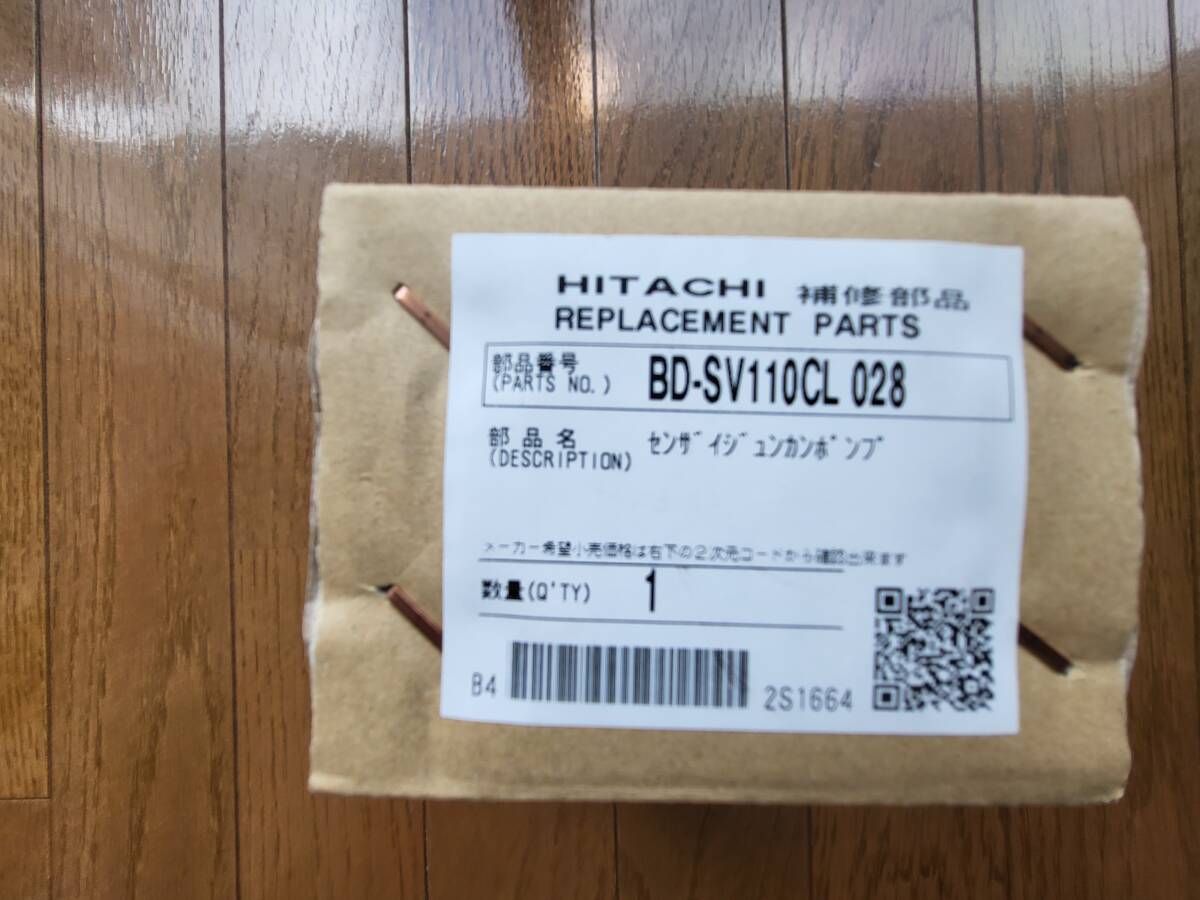 HITACHI 補修部品
REPLACEMENT PARTS
部品番号
(PARTS NO.) BD-SV110CL 028
部品名 センザイジュンカンポンプ
(DESCRIPTION)
メーカー希望小売価格は右下の2次元コードから確認出来ます
数量(Q'TY) 1
B4 2S1664